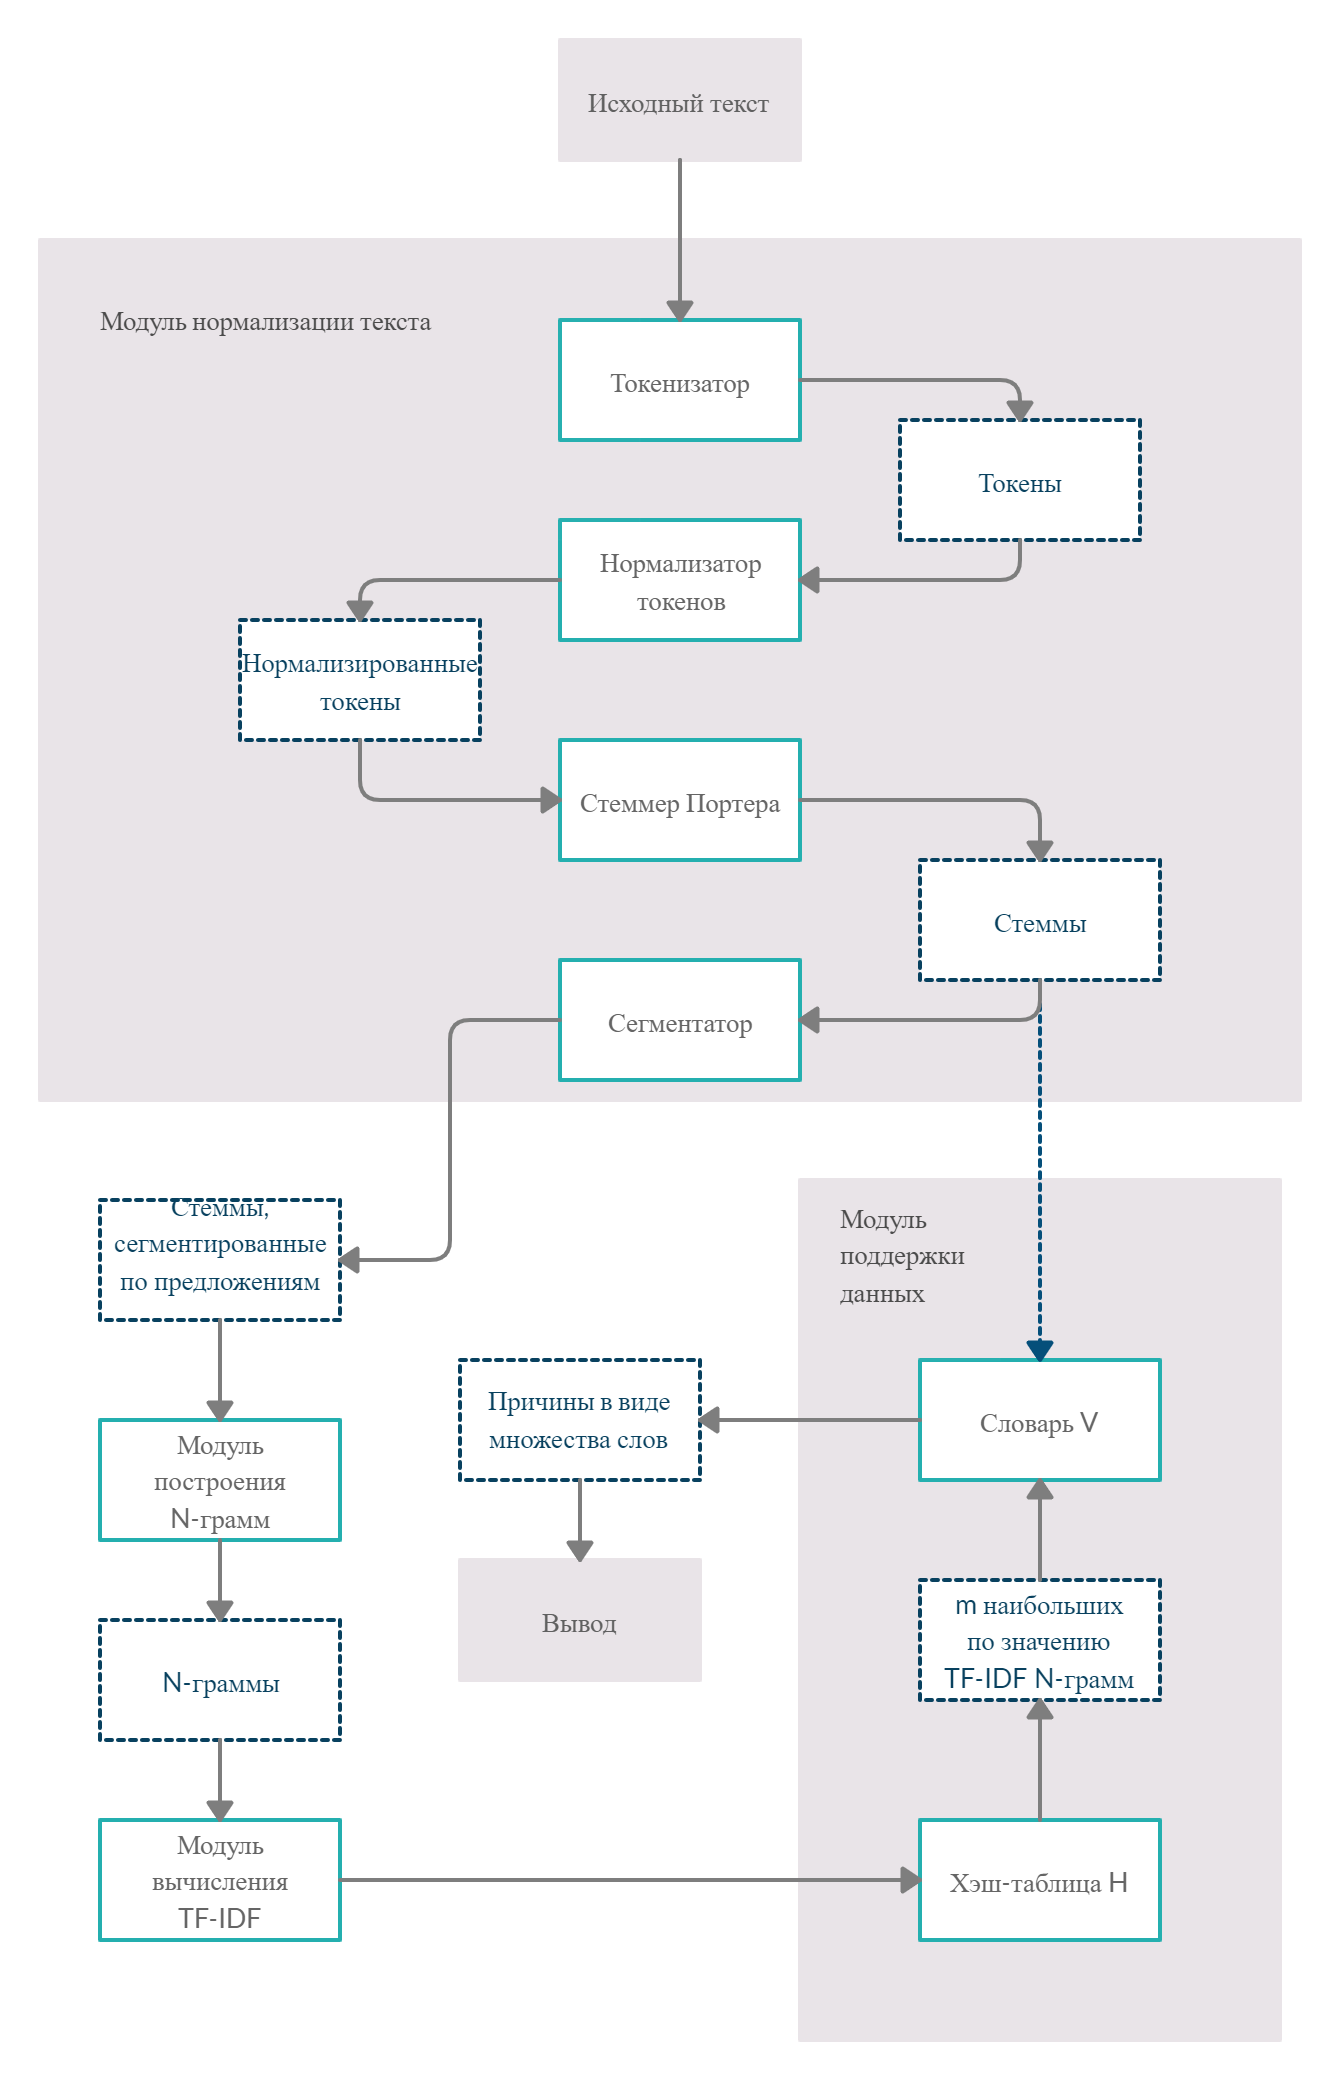 Исходный текст
Модуль нормализации текста
Токенизатор
Токены
Нормализатор
токенов
Нормализированные
токены
Стеммер Портера
Стеммы
Сегментатор
Стеммы,
сегментированные
по предложениям
Модуль
поддержки
данных
Причины в виде
множества слов
Словарь V
Модуль
построения
N-грамм
Вывод
m наибольших
по значению
TF-IDF N-грамм
N-граммы
Модуль
вычисления
TF-IDF
Хэш-таблица H